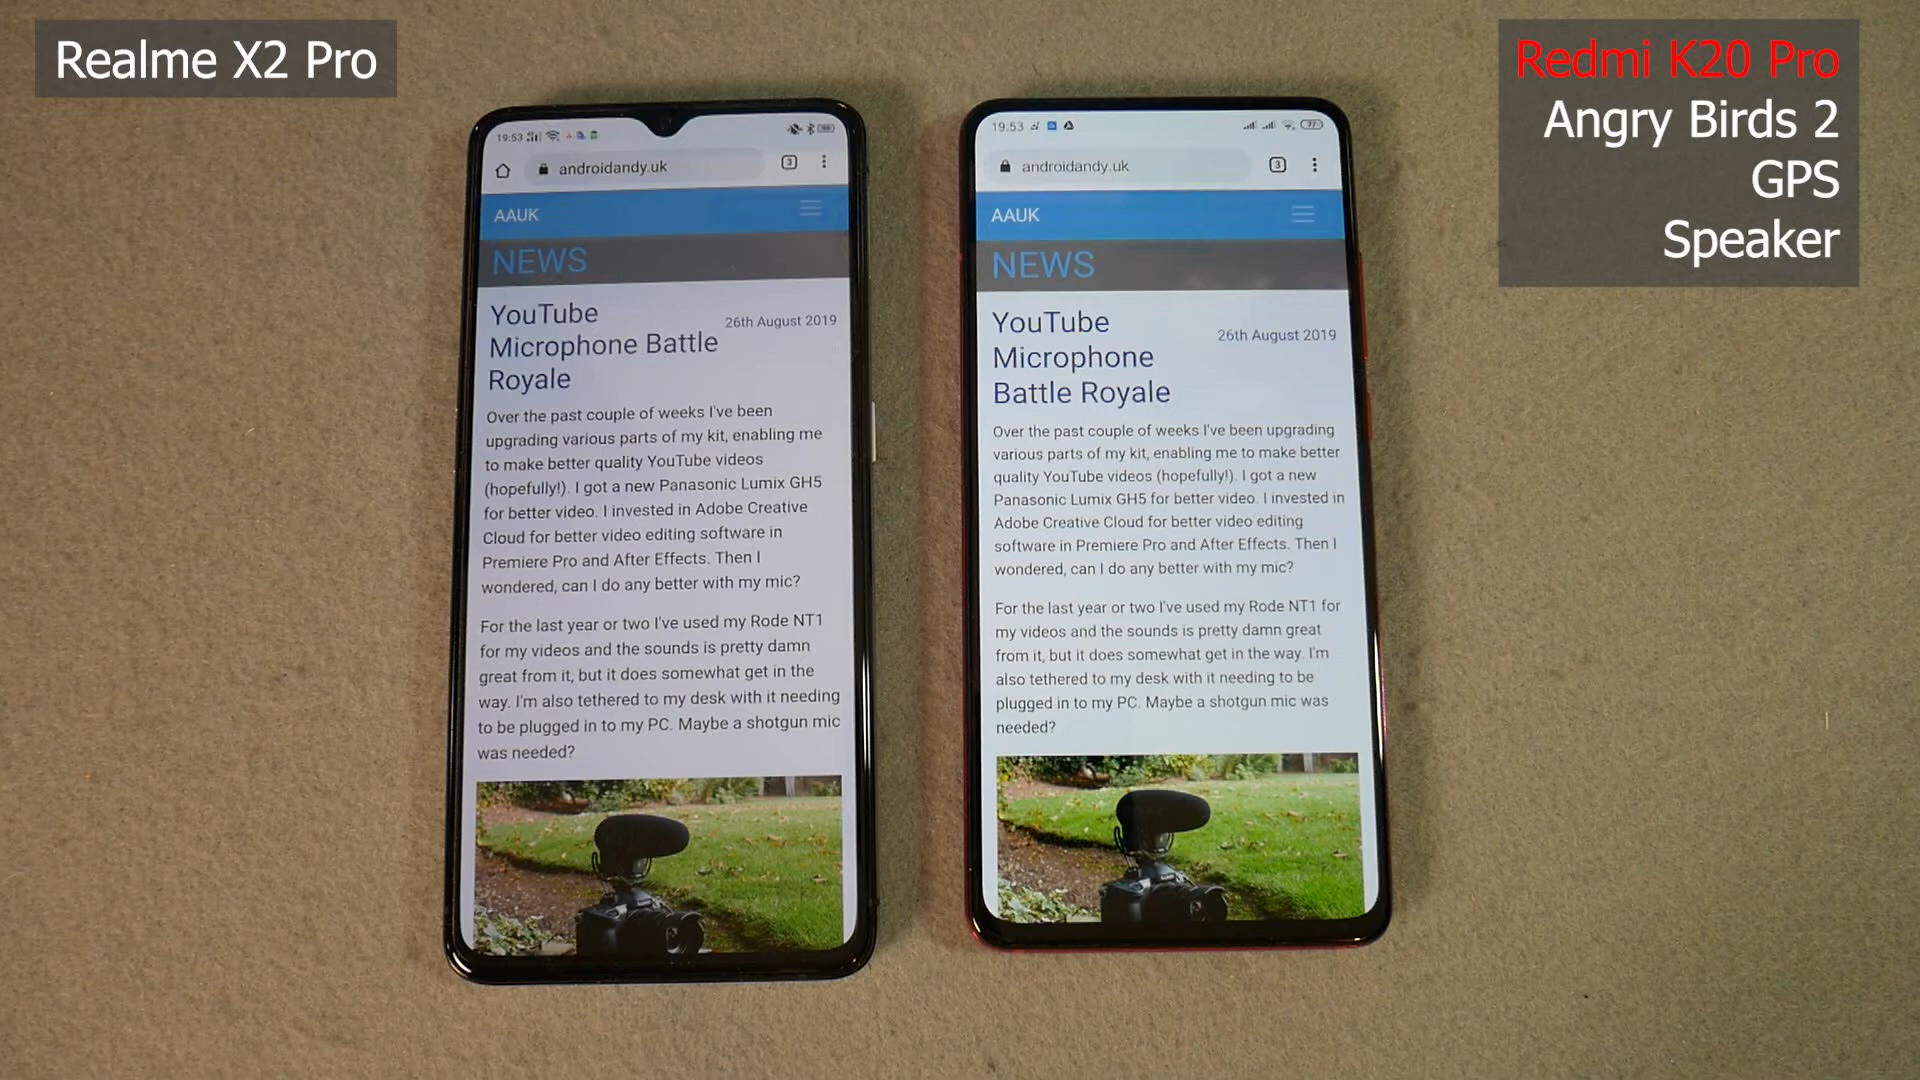 Realme X2 Pro
Redmi K20 Pro
Angry Birds 2
GPS
Speaker
19:53
androidandy.uk
3
AAUK
NEWS
YouTube
Microphone Battle
Royale
26th August 2019
Over the past couple of weeks I've been
upgrading various parts of my kit, enabling me
to make better quality YouTube videos
(hopefully!). I got a new Panasonic Lumix GH5
for better video. I invested in Adobe Creative
Cloud for better video editing software in
Premiere Pro and After Effects. Then I
wondered, can I do any better with my mic?
For the last year or two I've used my Rode NT1
for my videos and the sounds is pretty damn
great from it, but it does somewhat get in the
way. I'm also tethered to my desk with it needing
to be plugged in to my PC. Maybe a shotgun mic
was needed?
19:53
77
androidandy.uk
3
AAUK
NEWS
YouTube
Microphone
Battle Royale
26th August 2019
Over the past couple of weeks I've been upgrading
various parts of my kit, enabling me to make better
quality YouTube videos (hopefully!). I got a new
Panasonic Lumix GH5 for better video. I invested in
Adobe Creative Cloud for better video editing
software in Premiere Pro and After Effects. Then I
wondered, can I do any better with my mic?
For the last year or two I've used my Rode NT1 for
my videos and the sounds is pretty damn great
from it, but it does somewhat get in the way. I'm
also tethered to my desk with it needing to be
plugged in to my PC. Maybe a shotgun mic was
needed?